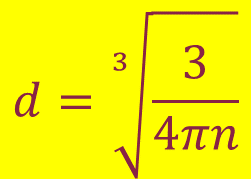 d = ∛(3/(4πn))